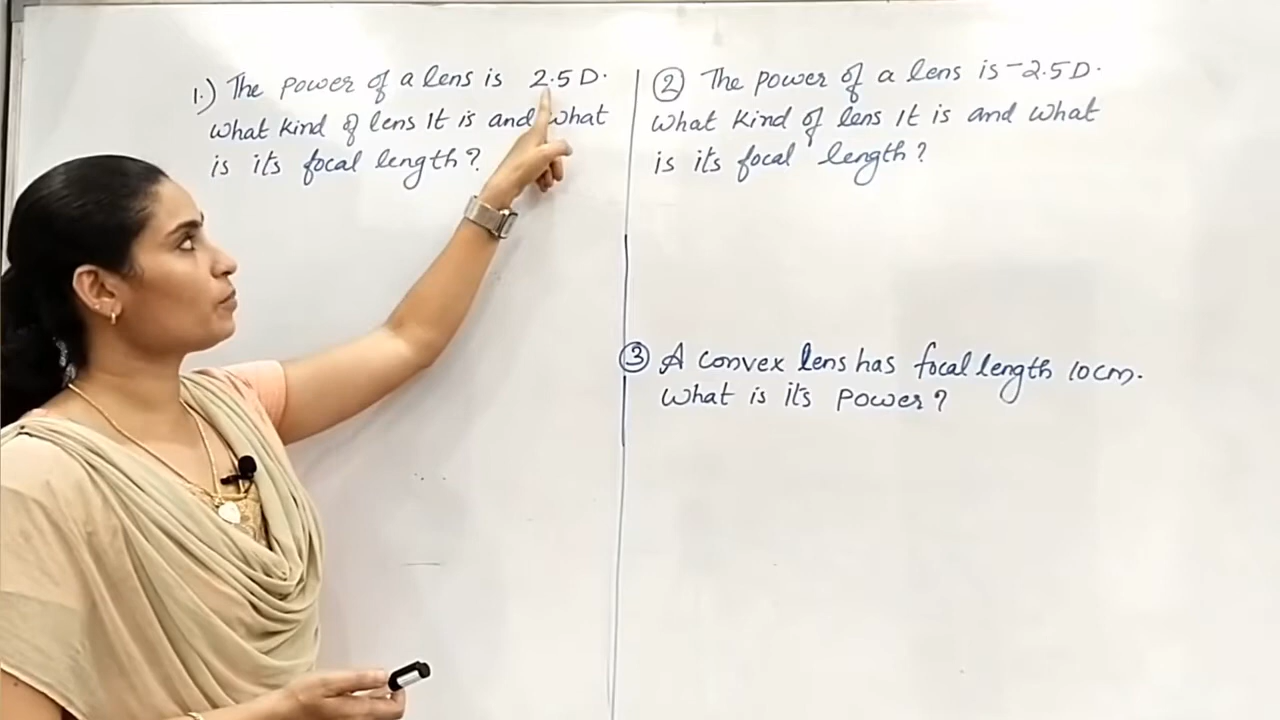 1.) The power of a lens is 2.5 D.
What kind of lens It is and what
is its focal length?
② The power of a lens is -2.5 D.
What kind of lens It is and what
is its focal length?
③ A convex lens has focal length 10cm.
What is its power?